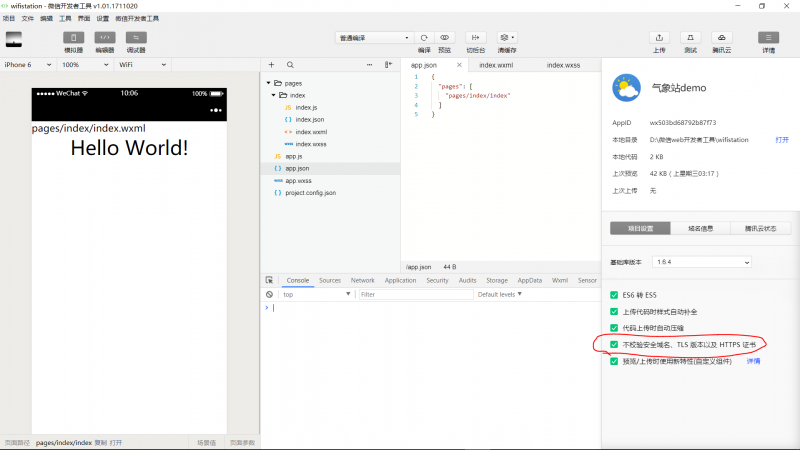 wifistation - 微信开发者工具 v1.01.1711020
项目 文件 编辑 工具 界面 设置 微信开发者工具
模拟器 编辑器 调试器
普通编译
编译 预览 切后台 清缓存
上传 测试 腾讯云 详情
iPhone 6 100% WiFi
WeChat 10:06 100%
pages/index/index.wxml
Hello World!
页面路径 pages/index/index 复制 打开 场景值 页面参数
pages
index
index.js
index.json
index.wxml
index.wxss
app.js
app.json
app.wxss
project.config.json
app.json index.wxml index.wxss
1 {
2 "pages": [
3 "pages/index/index"
4 ]
5 }
/app.json 44 B
Console Sources Network Application Security Audits Storage AppData Wxml Sensor
top Filter Default levels
气象站demo
AppID wx503bd68792b87f73
本地目录 D:\微信web开发者工具\wifistation 打开
本地代码 2 KB
上次预览 42 KB ( 上星期三03:17 )
上次上传 无
项目设置 域名信息 腾讯云状态
基础库版本 1.6.4
ES6 转 ES5
上传代码时样式自动补全
代码上传时自动压缩
不校验安全域名、TLS 版本以及 HTTPS 证书
预览/上传时使用新特性(自定义组件) 详情